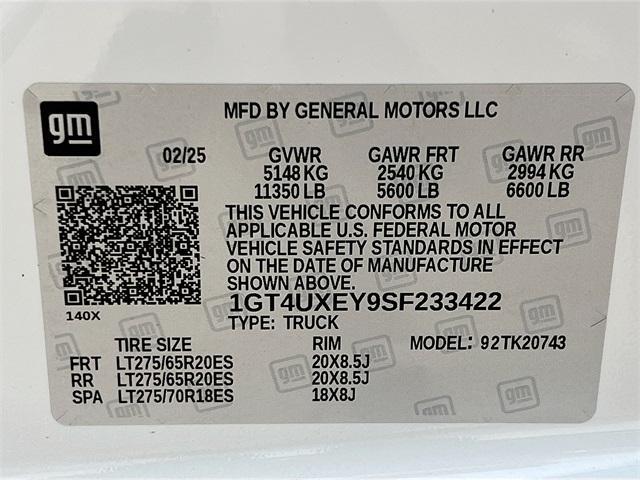 gm
MFD BY GENERAL MOTORS LLC
02/25 GVWR GAWR FRT GAWR RR
5148 KG 2540 KG 2994 KG
11350 LB 5600 LB 6600 LB
THIS VEHICLE CONFORMS TO ALL
APPLICABLE U.S. FEDERAL MOTOR
VEHICLE SAFETY STANDARDS IN EFFECT
ON THE DATE OF MANUFACTURE
SHOWN ABOVE.
1GT4UXEY9SF233422
140X
TYPE: TRUCK
TIRE SIZE RIM MODEL: 92TK20743
FRT LT275/65R20ES 20X8.5J
RR LT275/65R20ES 20X8.5J
SPA LT275/70R18ES 18X8J